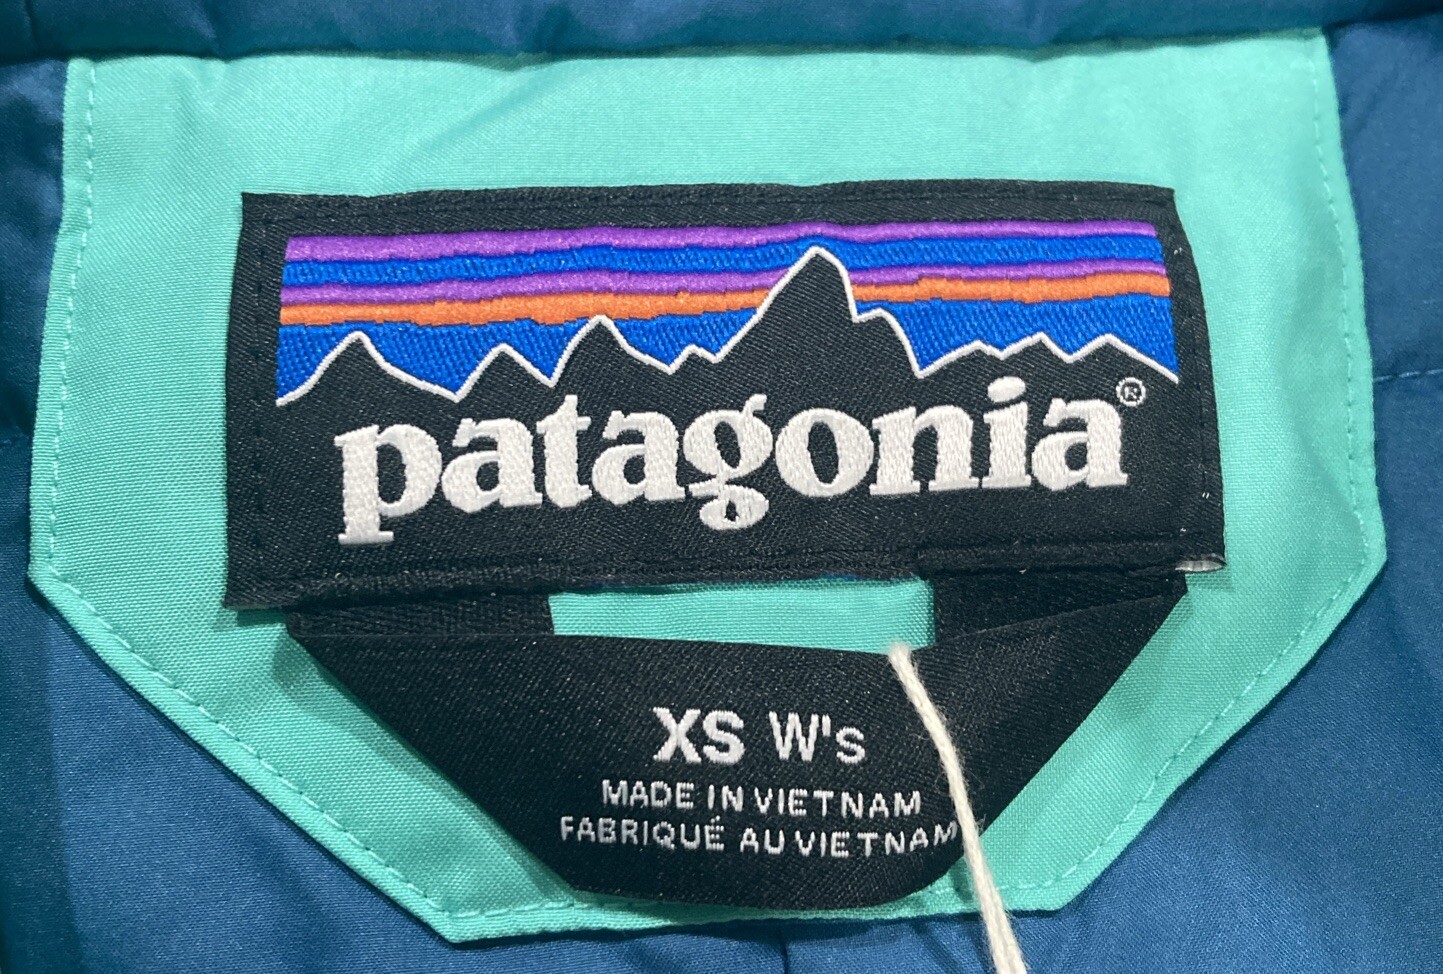 patagonia®
XS W's
MADE IN VIETNAM
FABRIQUÉ AU VIETNAM